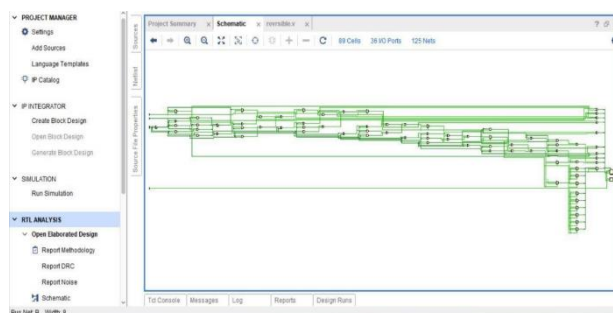 PROJECT MANAGER
Settings
Add Sources
Language Templates
IP Catalog
IP INTEGRATOR
Create Block Design
Open Block Design
Generate Block Design
SIMULATION
Run Simulation
RTL ANALYSIS
Open Elaborated Design
Report Methodology
Report DRC
Report Noise
Schematic
Sources
Netlist
Source File Properties
Project Summary x Schematic x reversible.v x
88 Cells 36 I/O Ports 125 Nets
Tcl Console Messages Log Reports Design Runs